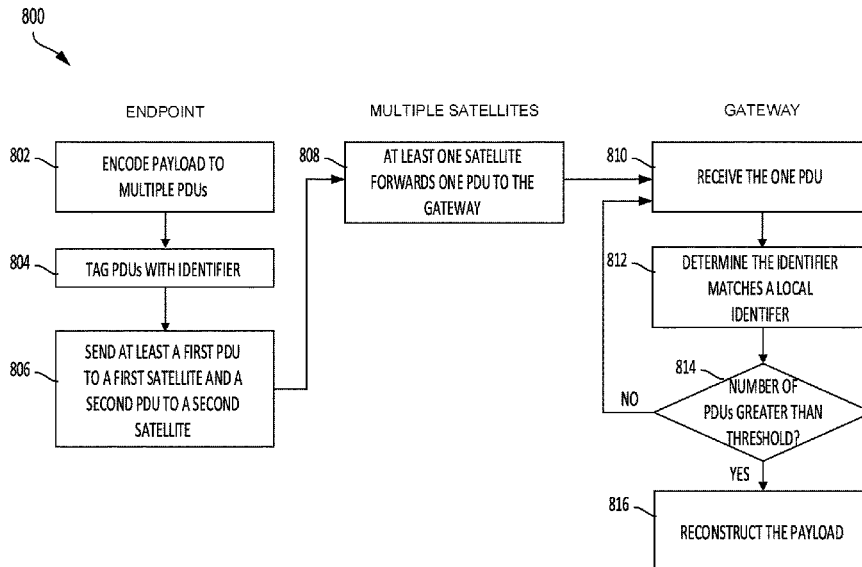 800
ENDPOINT
802
ENCODE PAYLOAD TO
MULTIPLE PDUs
804
TAG PDUs WITH IDENTIFIER
806
SEND AT LEAST A FIRST PDU
TO A FIRST SATELLITE AND A
SECOND PDU TO A SECOND
SATELLITE
MULTIPLE SATELLITES
808
AT LEAST ONE SATELLITE
FORWARDS ONE PDU TO THE
GATEWAY
GATEWAY
810
RECEIVE THE ONE PDU
812
DETERMINE THE IDENTIFIER
MATCHES A LOCAL
IDENTIFER
814
NUMBER OF
PDUs GREATER THAN
THRESHOLD?
NO
YES
816
RECONSTRUCT THE PAYLOAD